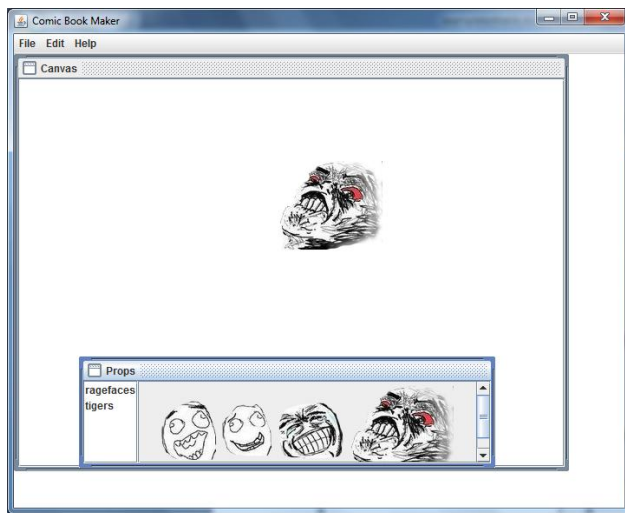 Comic Book Maker
File Edit Help
Canvas
Props
ragefaces
tigers